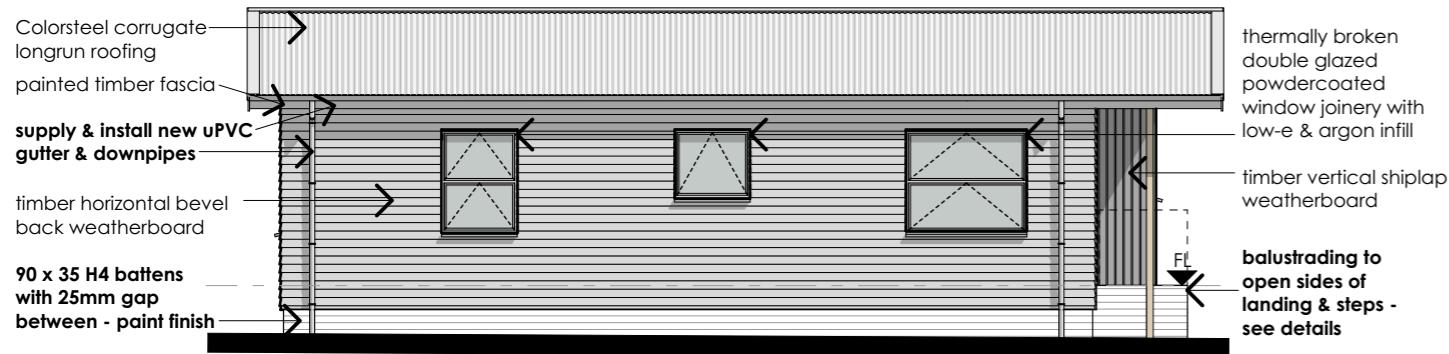 Colorsteel corrugate
longrun roofing
painted timber fascia
supply & install new uPVC
gutter & downpipes
timber horizontal bevel
back weatherboard
90 x 35 H4 battens
with 25mm gap
between - paint finish
thermally broken
double glazed
powdercoated
window joinery with
low-e & argon infill
timber vertical shiplap
weatherboard
FL
balustrading to
open sides of
landing & steps -
see details